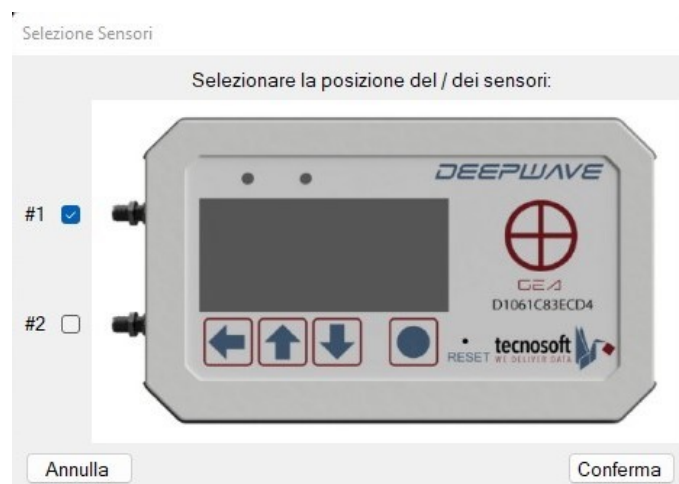 Selezione Sensori
Selezionare la posizione del / dei sensori:
DEEPWAVE
#1
GEA
D1061C83ECD4
#2
RESET
tecnosoft
WE DELIVER DATA
Annulla
Conferma